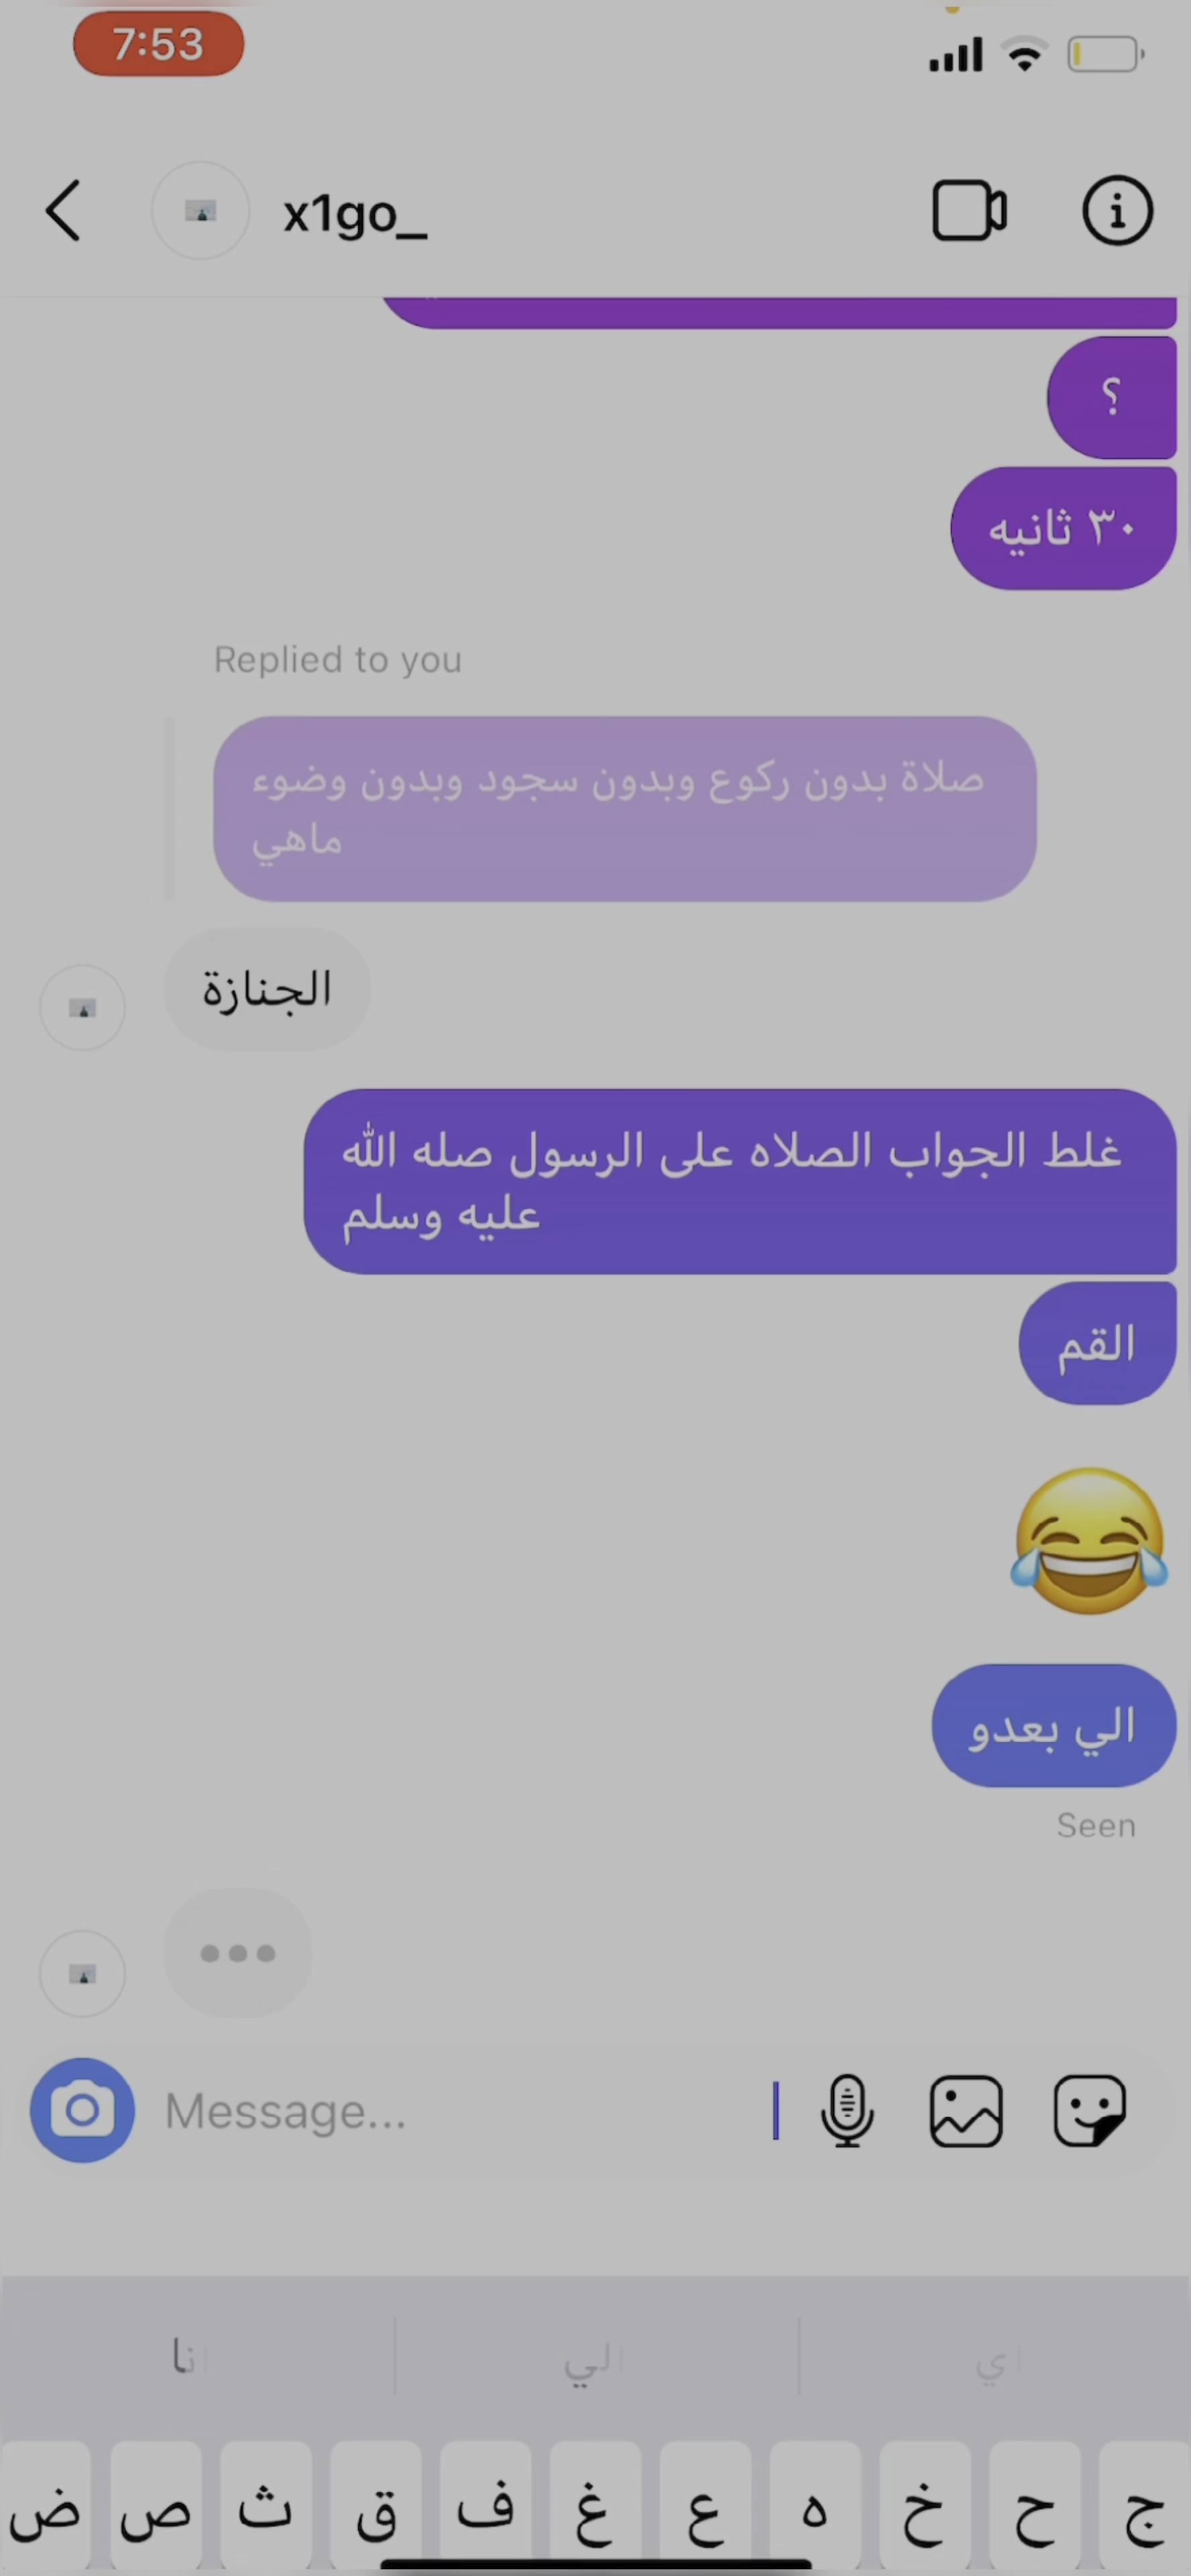 7:53
x1go_
؟
٣٠ ثانيه
Replied to you
صلاة بدون ركوع وبدون سجود وبدون وضوء
ماهي
الجنازة
غلط الجواب الصلاه على الرسول صله الله
عليه وسلم
القم
😂
الي بعدو
Seen
Message...
انا
الي
اي
ض ص ث ق ف غ ع ه خ ح ج